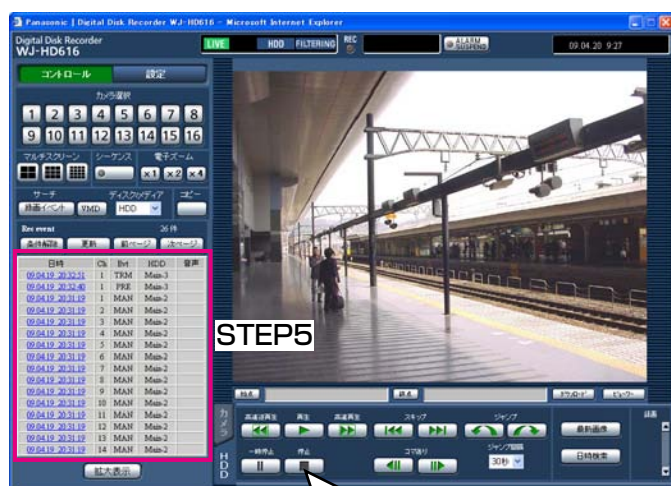 Panasonic | Digital Disk Recorder WJ-HD616 - Microsoft Internet Explorer
Digital Disk Recorder
WJ-HD616
LIVE
HDD
FILTERING
REC
ALARM
SUSPEND
09.04.20 9:27
コントロール
設定
カメラ選択
1 2 3 4 5 6 7 8
9 10 11 12 13 14 15 16
マルチスクリーン シーケンス 電子ズーム
x1 x2 x4
サーチ ディスク/メディア コピー
録画イベント VMD HDD
Rec event 26 件
条件解除 更新 前ページ 次ページ
日時 Ch Evt HDD 音声
09.04.19 20:32:51 1 TRM Main-3
09.04.19 20:32:40 1 PRE Main-3
09.04.19 20:31:19 1 MAN Main-2
09.04.19 20:31:19 2 MAN Main-2
09.04.19 20:31:19 3 MAN Main-2
09.04.19 20:31:19 4 MAN Main-2
09.04.19 20:31:19 5 MAN Main-2
09.04.19 20:31:19 6 MAN Main-2
09.04.19 20:31:19 7 MAN Main-2
09.04.19 20:31:19 8 MAN Main-2
09.04.19 20:31:19 9 MAN Main-2
09.04.19 20:31:19 10 MAN Main-2
09.04.19 20:31:19 11 MAN Main-2
09.04.19 20:31:19 12 MAN Main-2
09.04.19 20:31:19 13 MAN Main-2
09.04.19 20:31:19 14 MAN Main-2
拡大表示
STEP5
始点 終点 ダウンロード ビューワー
カメラ
HDD
高速逆再生 再生 高速再生 スキップ ジャンプ
最新画像
一時停止 停止 コマ送り ジャンプ間隔
30秒
日時検索
録画